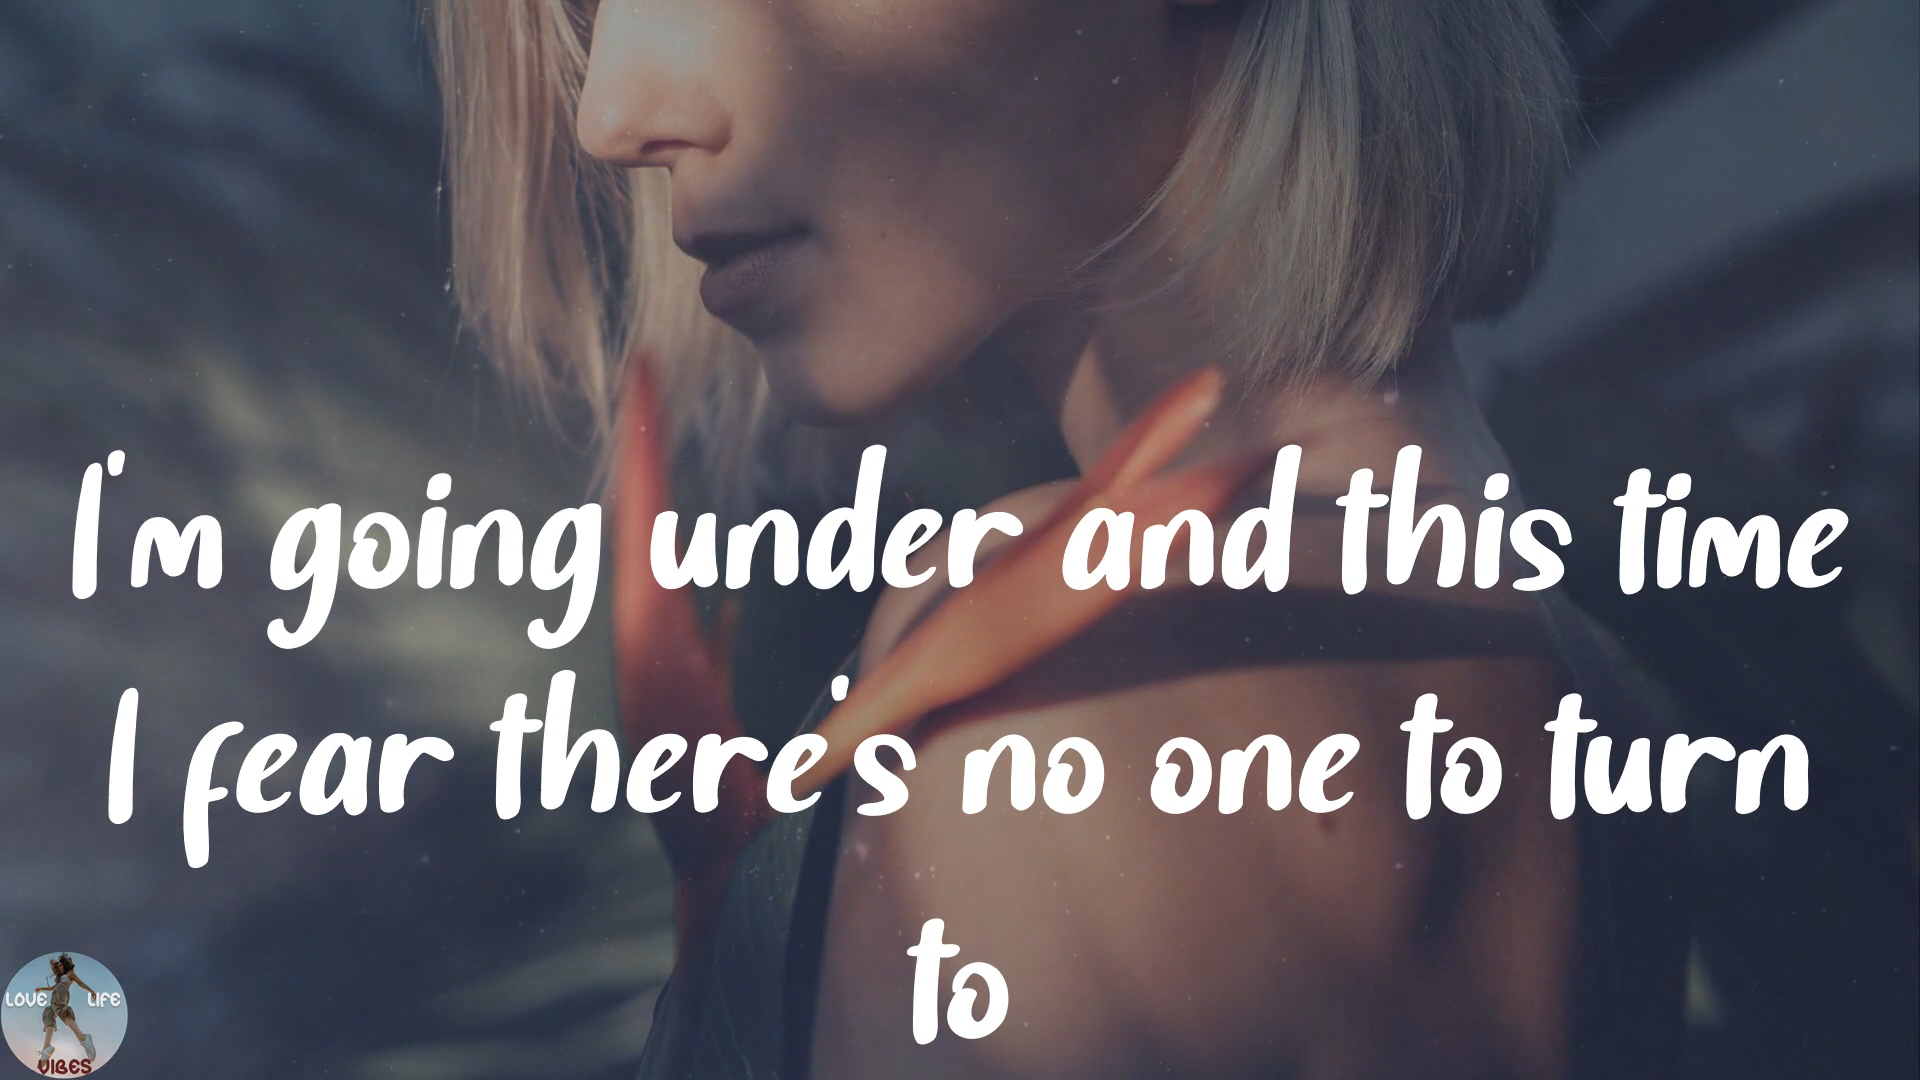 I'm going under and this time
I fear there's no one to turn
to
LOVE LIFE
VIBES